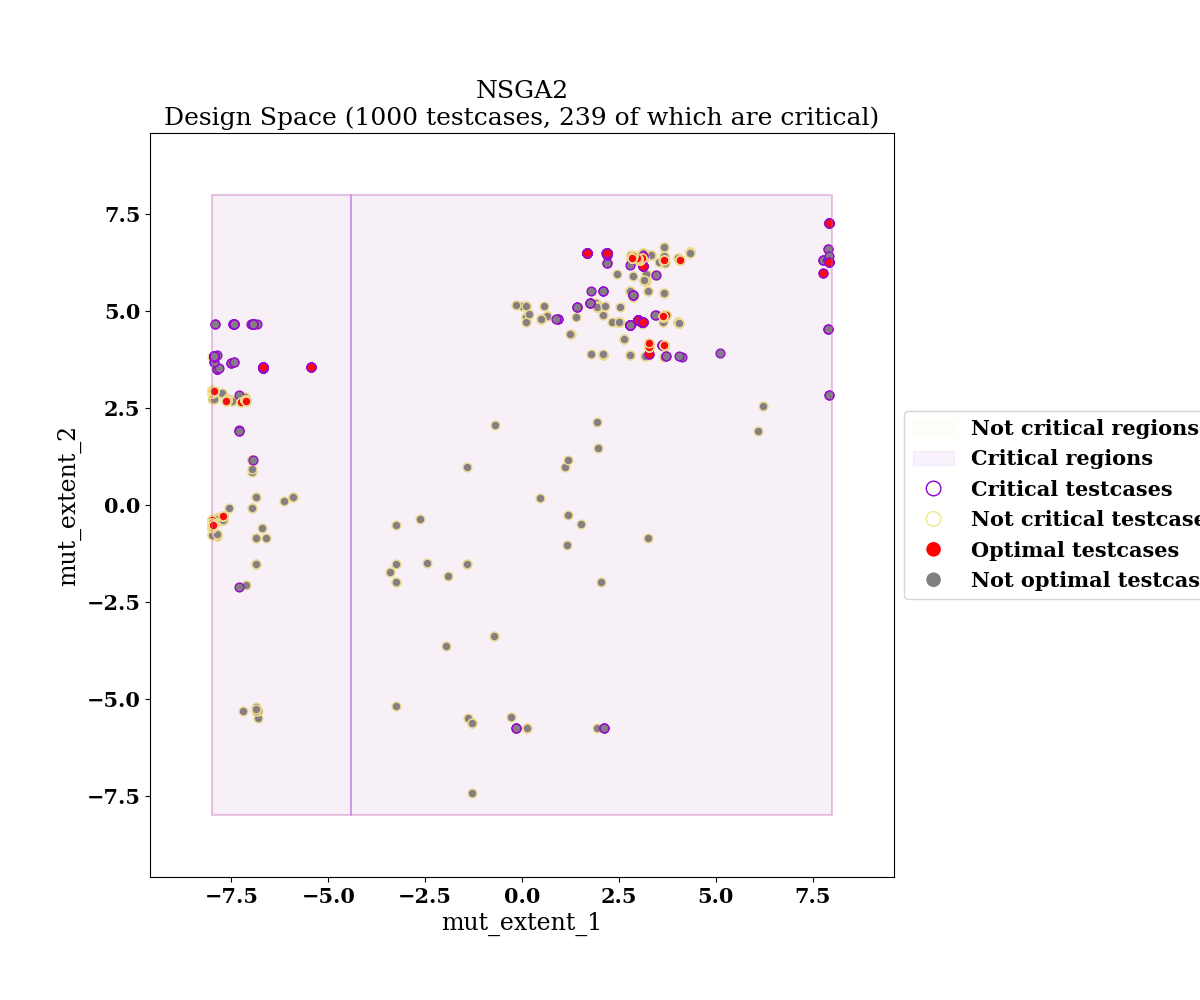 NSGA2
Design Space (1000 testcases, 239 of which are critical)
7.5
5.0
2.5
0.0
−2.5
−5.0
−7.5
mut_extent_2
−7.5
−5.0
−2.5
0.0
2.5
5.0
7.5
mut_extent_1
Not critical regions
Critical regions
Critical testcases
Not critical testcase
Optimal testcases
Not optimal testcas